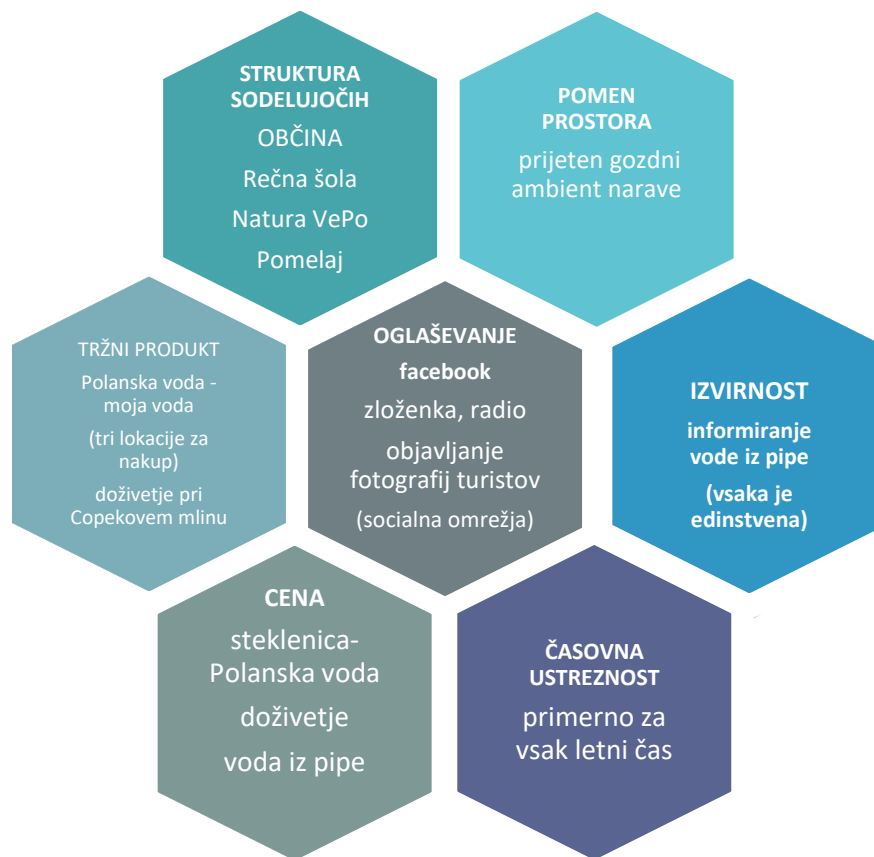 STRUKTURA
SODELUJOČIH
OBČINA
Rečna šola
Natura VePo
Pomelaj
POMEN
PROSTORA
prijeten gozdni
ambient narave
TRŽNI PRODUKT
Polanska voda -
moja voda
(tri lokacije za
nakup)
doživetje pri
Copekovem mlinu
OGLAŠEVANJE
facebook
zloženka, radio
objavljanje
fotografij turistov
(socialna omrežja)
IZVIRNOST
informiranje
vode iz pipe
(vsaka je
edinstvena)
CENA
steklenica-
Polanska voda
doživetje
voda iz pipe
ČASOVNA
USTREZNOST
primerno za
vsak letni čas